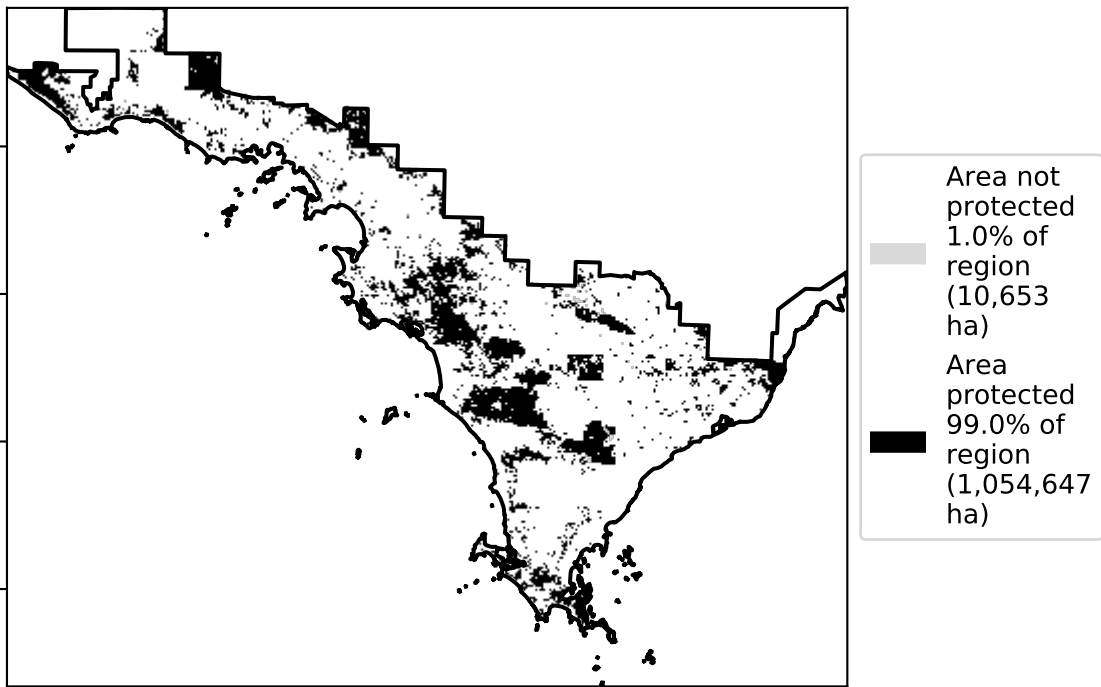 Area not
protected
1.0% of
region
(10,653
ha)
Area
protected
99.0% of
region
(1,054,647
ha)